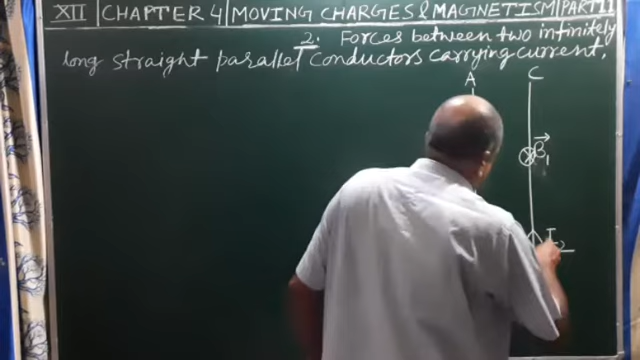 XII CHAPTER 4 MOVING CHARGES & MAGNETISM PART 11
2. Forces between two infinitely
long straight parallel conductors carrying current.
A C
B⃗₁
I₂